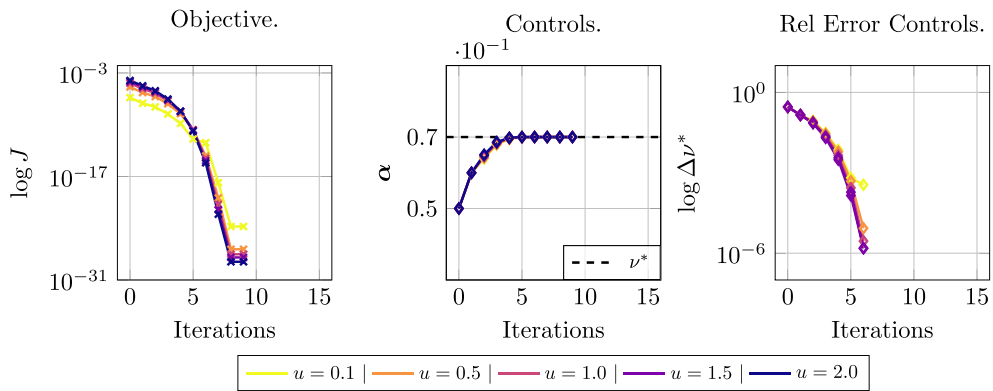 Objective.
log J
10⁻³
10⁻¹⁷
10⁻³¹
0 5 10 15
Iterations
Controls.
·10⁻¹
α
0.7
0.5
ν*
0 5 10 15
Iterations
Rel Error Controls.
log Δν*
10⁰
10⁻⁶
0 5 10 15
Iterations
u = 0.1 | u = 0.5 | u = 1.0 | u = 1.5 | u = 2.0